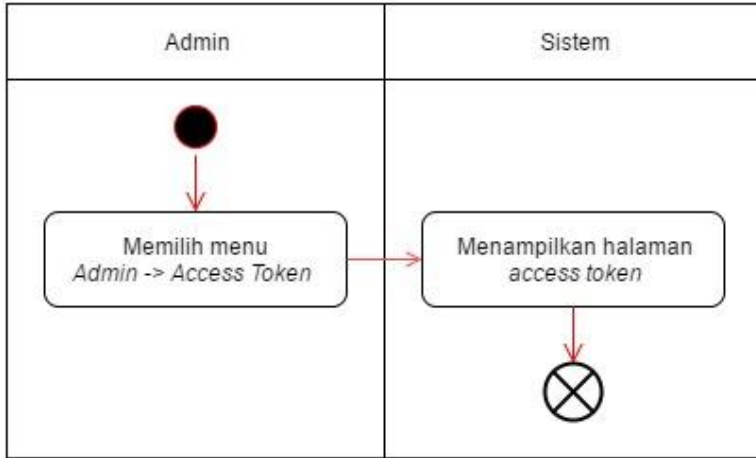 Admin
Sistem
Memilih menu
Admin -> Access Token
Menampilkan halaman
access token